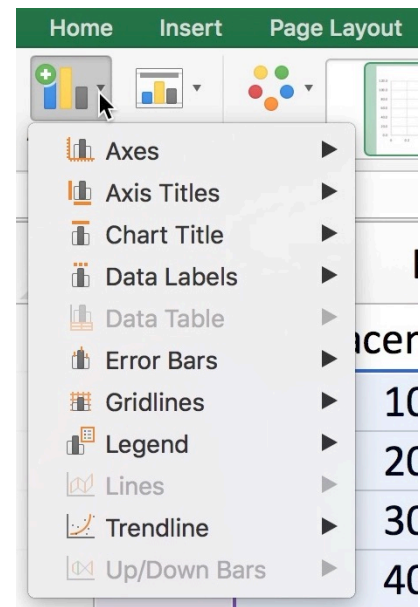 Home Insert Page Layout
Axes
Axis Titles
Chart Title
Data Labels
Data Table
Error Bars
Gridlines
Legend
Lines
Trendline
Up/Down Bars
10
20
30
40